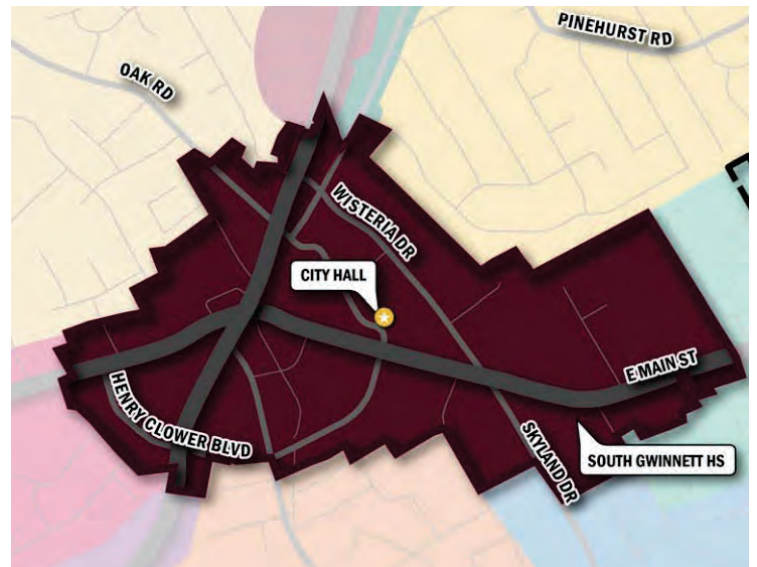 PINEHURST RD
OAK RD
WISTERIA DR
CITY HALL
E MAIN ST
HENRY CLOWER BLVD
SKYLAND DR
SOUTH GWINNETT HS